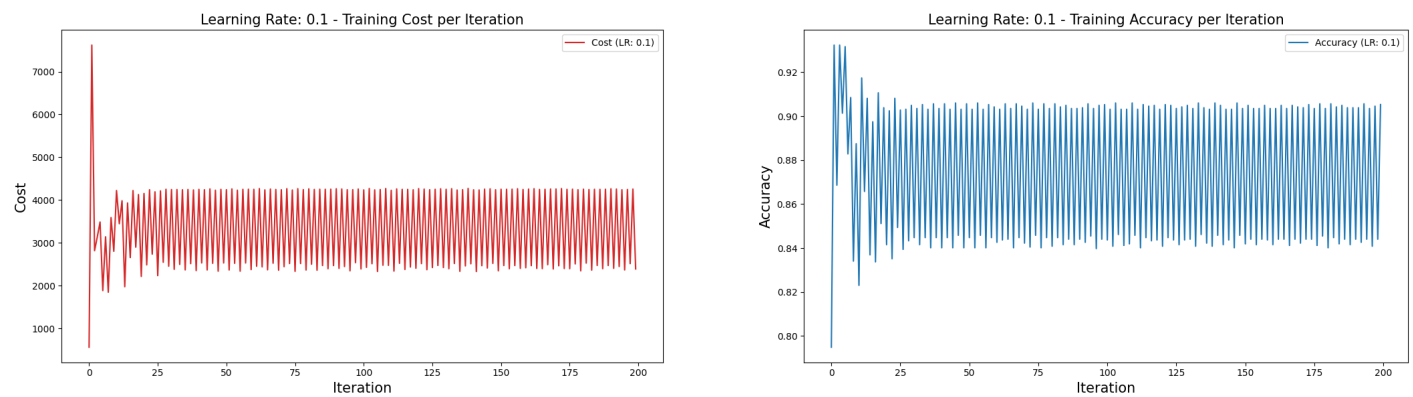 Learning Rate: 0.1 - Training Cost per Iteration
Cost (LR: 0.1)
7000
6000
5000
4000
3000
2000
1000
Cost
0 25 50 75 100 125 150 175 200
Iteration
Learning Rate: 0.1 - Training Accuracy per Iteration
Accuracy (LR: 0.1)
0.92
0.90
0.88
0.86
0.84
0.82
0.80
Accuracy
0 25 50 75 100 125 150 175 200
Iteration